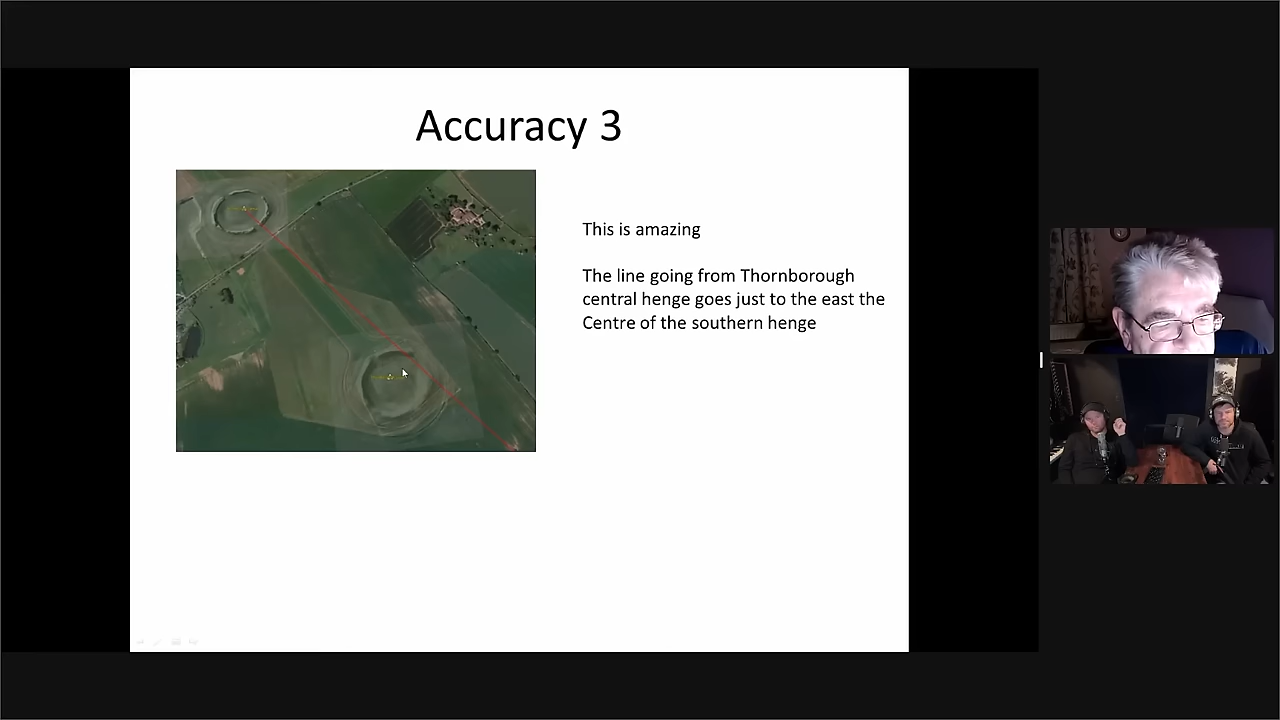 Accuracy 3
This is amazing
The line going from Thornborough
central henge goes just to the east the
Centre of the southern henge